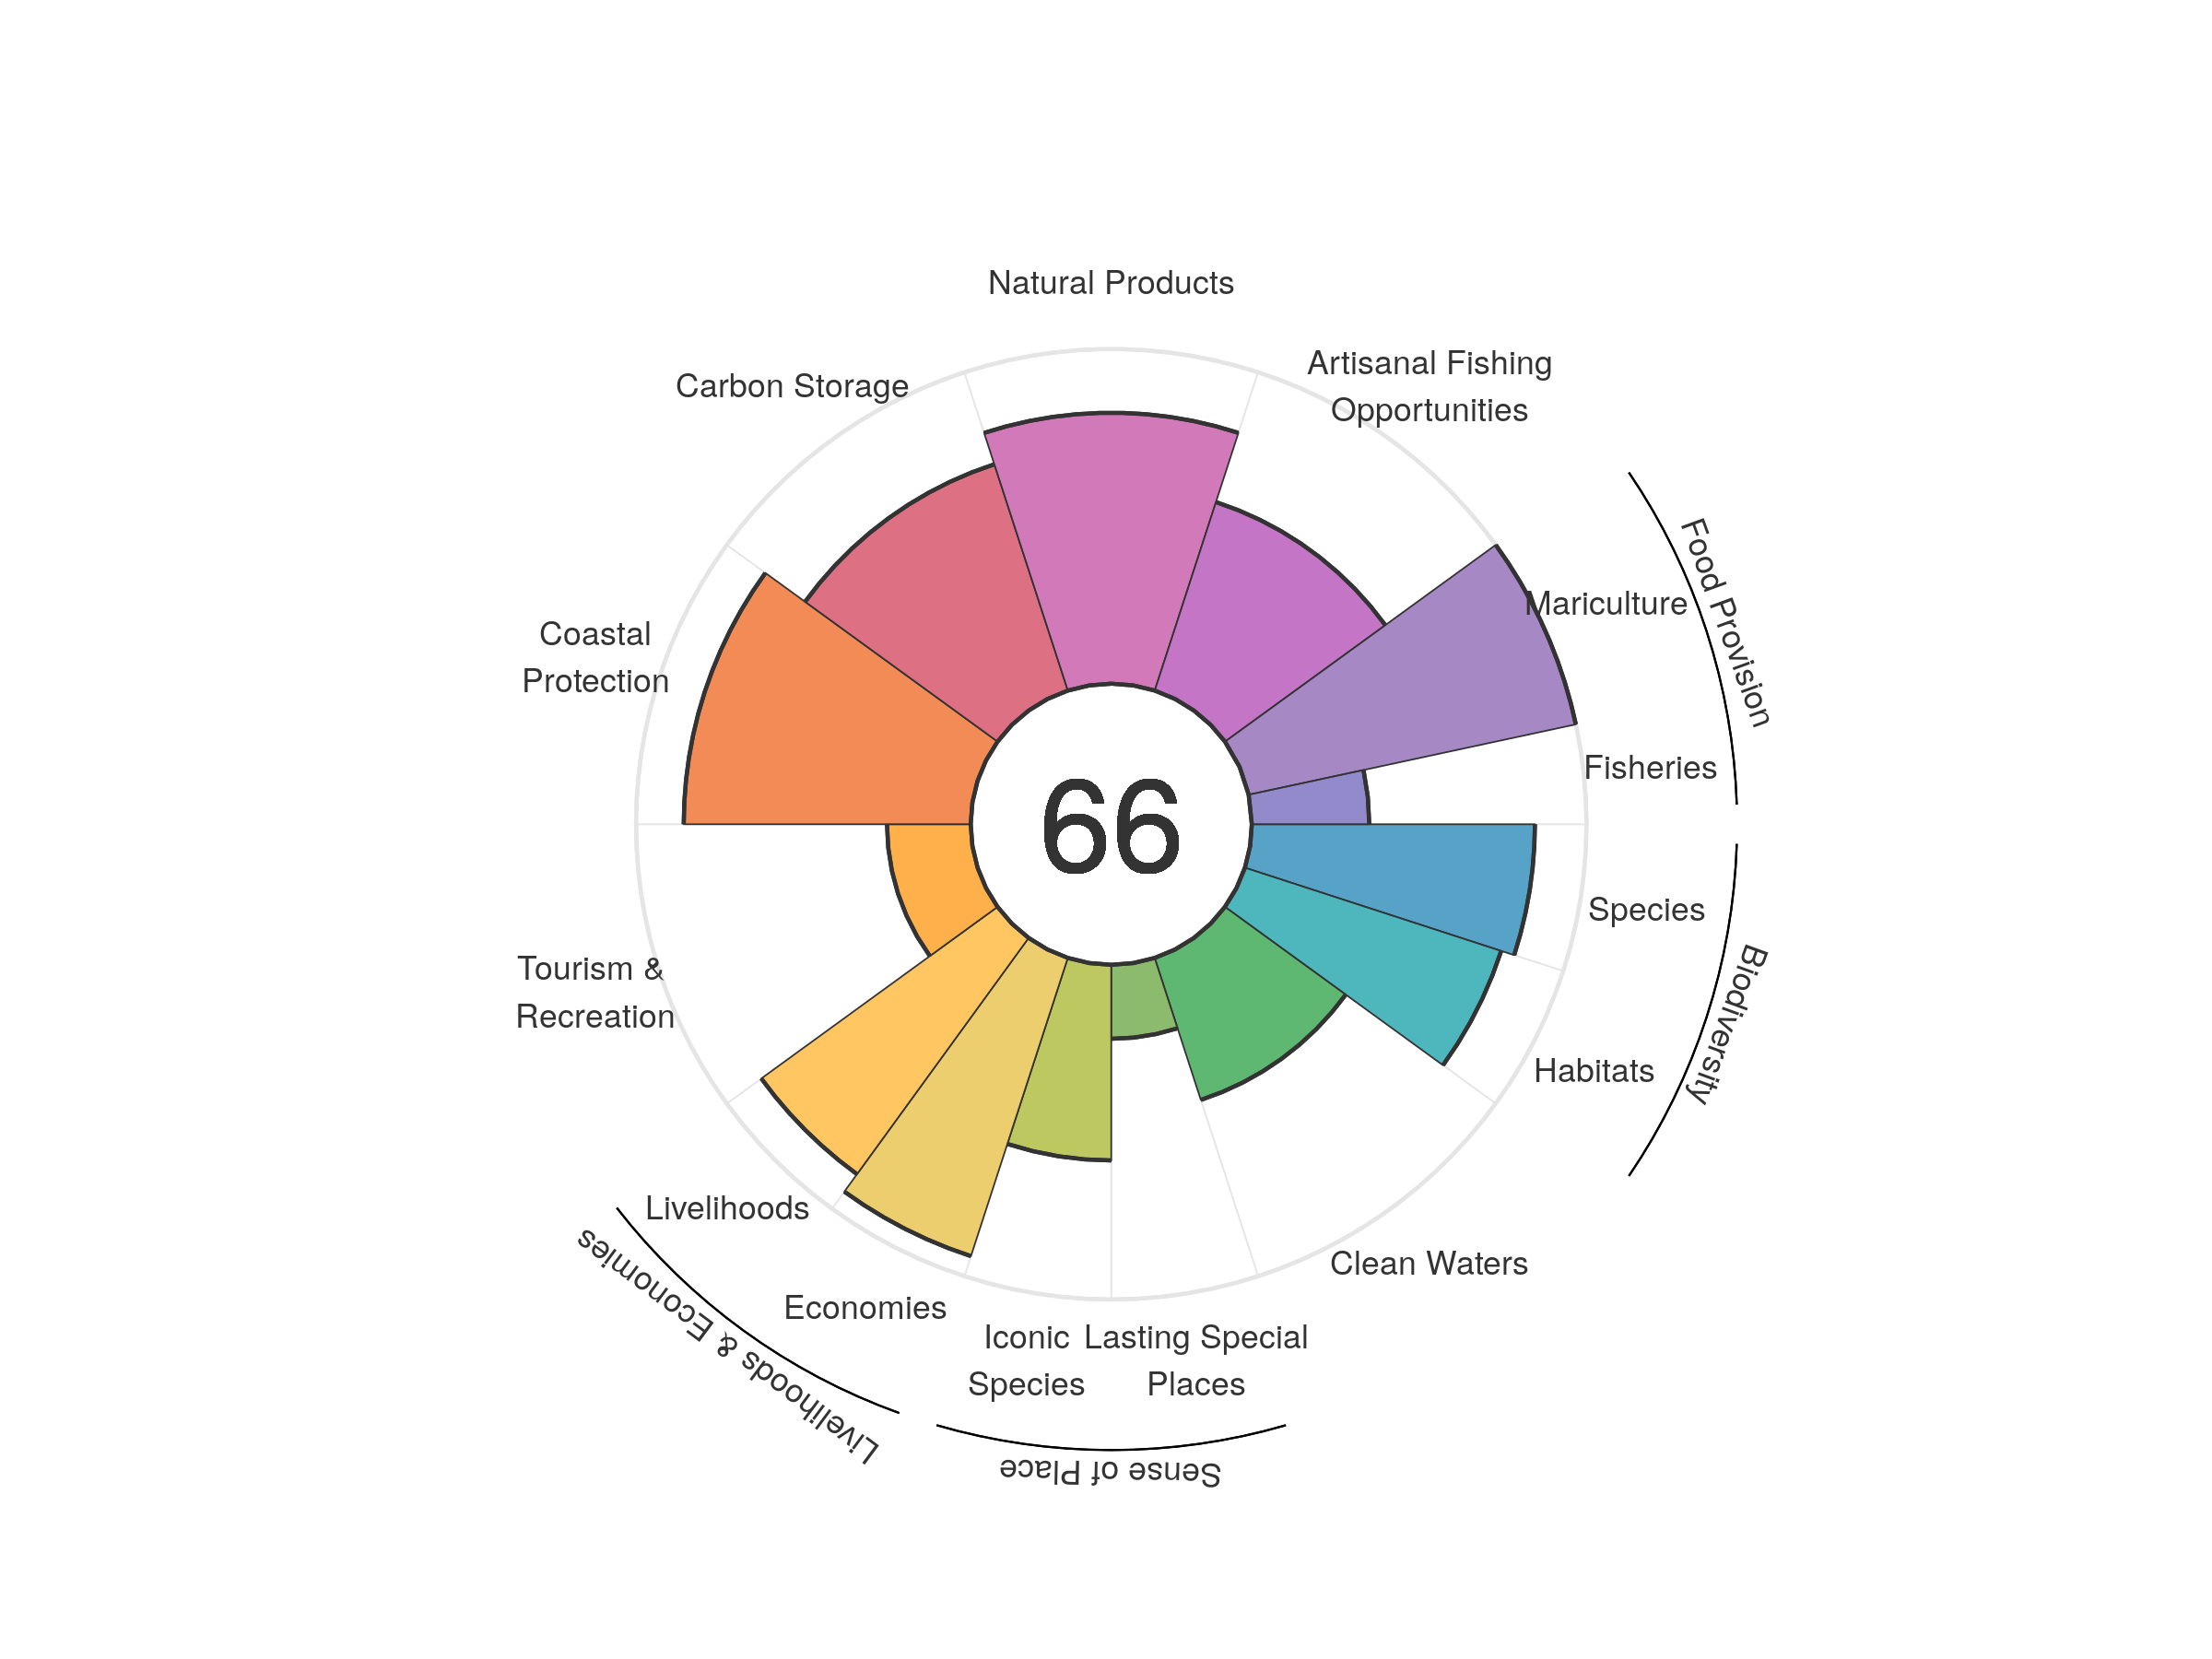 Natural Products
Artisanal Fishing
Opportunities
Carbon Storage
Food Provision
Mariculture
Coastal
Protection
Fisheries
66
Species
Biodiversity
Tourism &
Recreation
Habitats
Livelihoods
Clean Waters
Livelihoods & Economies
Economies
Iconic
Species
Lasting Special
Places
Sense of Place